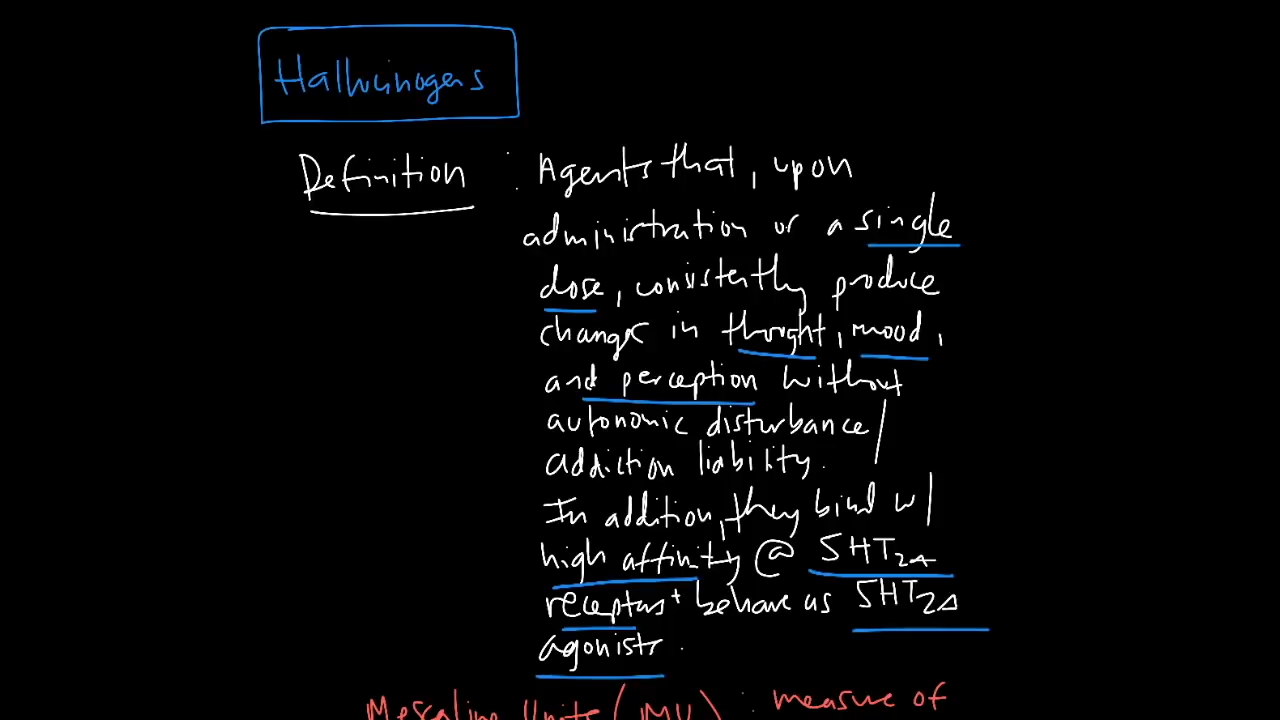 Hallucinogens
Definition : Agents that, upon
administration or a single
dose, consistently produce
changes in thought, mood,
and perception without
autonomic disturbance/
addiction liability.
In addition, they bind w/
high affinity @ 5HT2A
receptors + behave as 5HT2A
agonists.
Mescaline Units (MU) : measure of